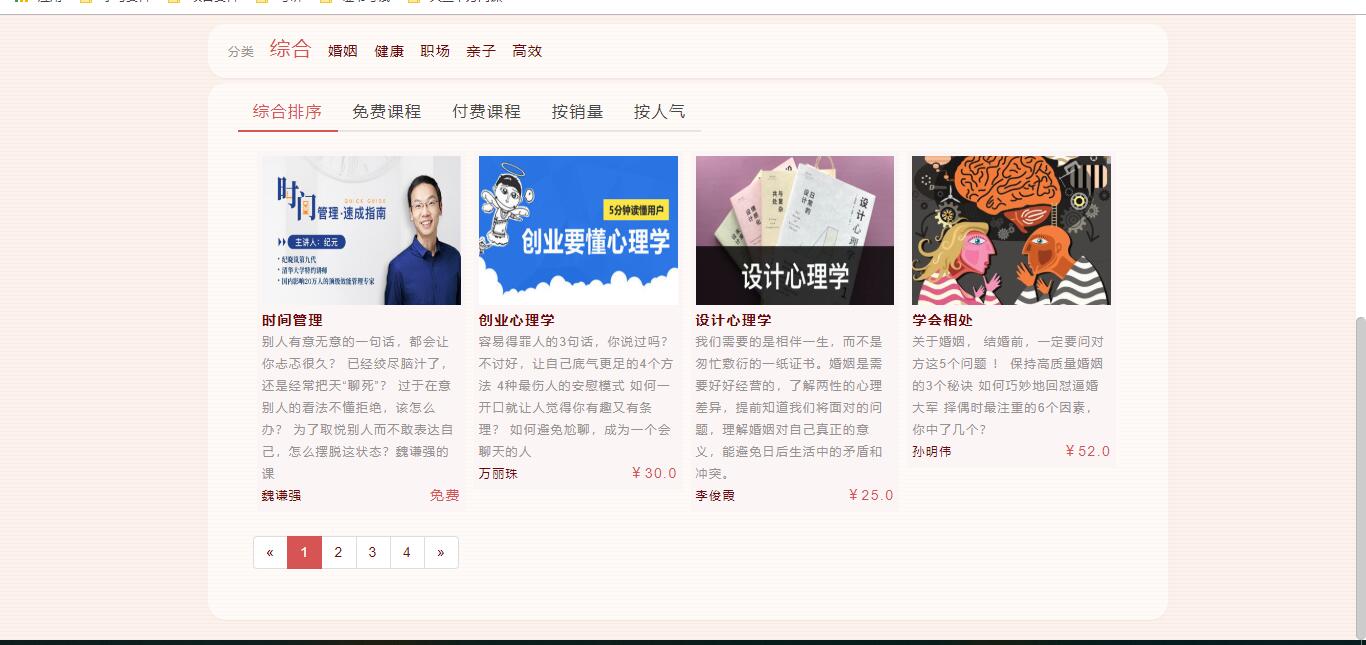 分类 综合 婚姻 健康 职场 亲子 高效
综合排序 免费课程 付费课程 按销量 按人气
时间
QUICK GUIDE
管理·速成指南
主讲人：纪元
· 纪晓岚第九代
· 清华大学特约讲师
· 国内影响20万人的顶级效能管理专家
时间管理
别人有意无意的一句话，都会让
你忐忑很久？ 已经绞尽脑汁了，
还是经常把天“聊死”？ 过于在意
别人的看法不懂拒绝，该怎么
办？ 为了取悦别人而不敢表达自
己，怎么摆脱这状态？魏谦强的
课
魏谦强 免费
5分钟读懂用户
创业要懂心理学
创业心理学
容易得罪人的3句话，你说过吗？
不讨好，让自己底气更足的4个方
法 4种最伤人的安慰模式 如何一
开口就让人觉得你有趣又有条
理？ 如何避免尬聊，成为一个会
聊天的人
万丽珠 ￥30.0
设计心理学
设计心理学
我们需要的是相伴一生，而不是
匆忙敷衍的一纸证书。婚姻是需
要好好经营的，了解两性的心理
差异，提前知道我们将面对的问
题，理解婚姻对自己真正的意
义，能避免日后生活中的矛盾和
冲突。
李俊霞 ￥25.0
学会相处
关于婚姻， 结婚前，一定要问对
方这5个问题 ！ 保持高质量婚姻
的3个秘诀 如何巧妙地回怼逼婚
大军 择偶时最注重的6个因素，
你中了几个？
孙明伟 ￥52.0
« 1 2 3 4 »